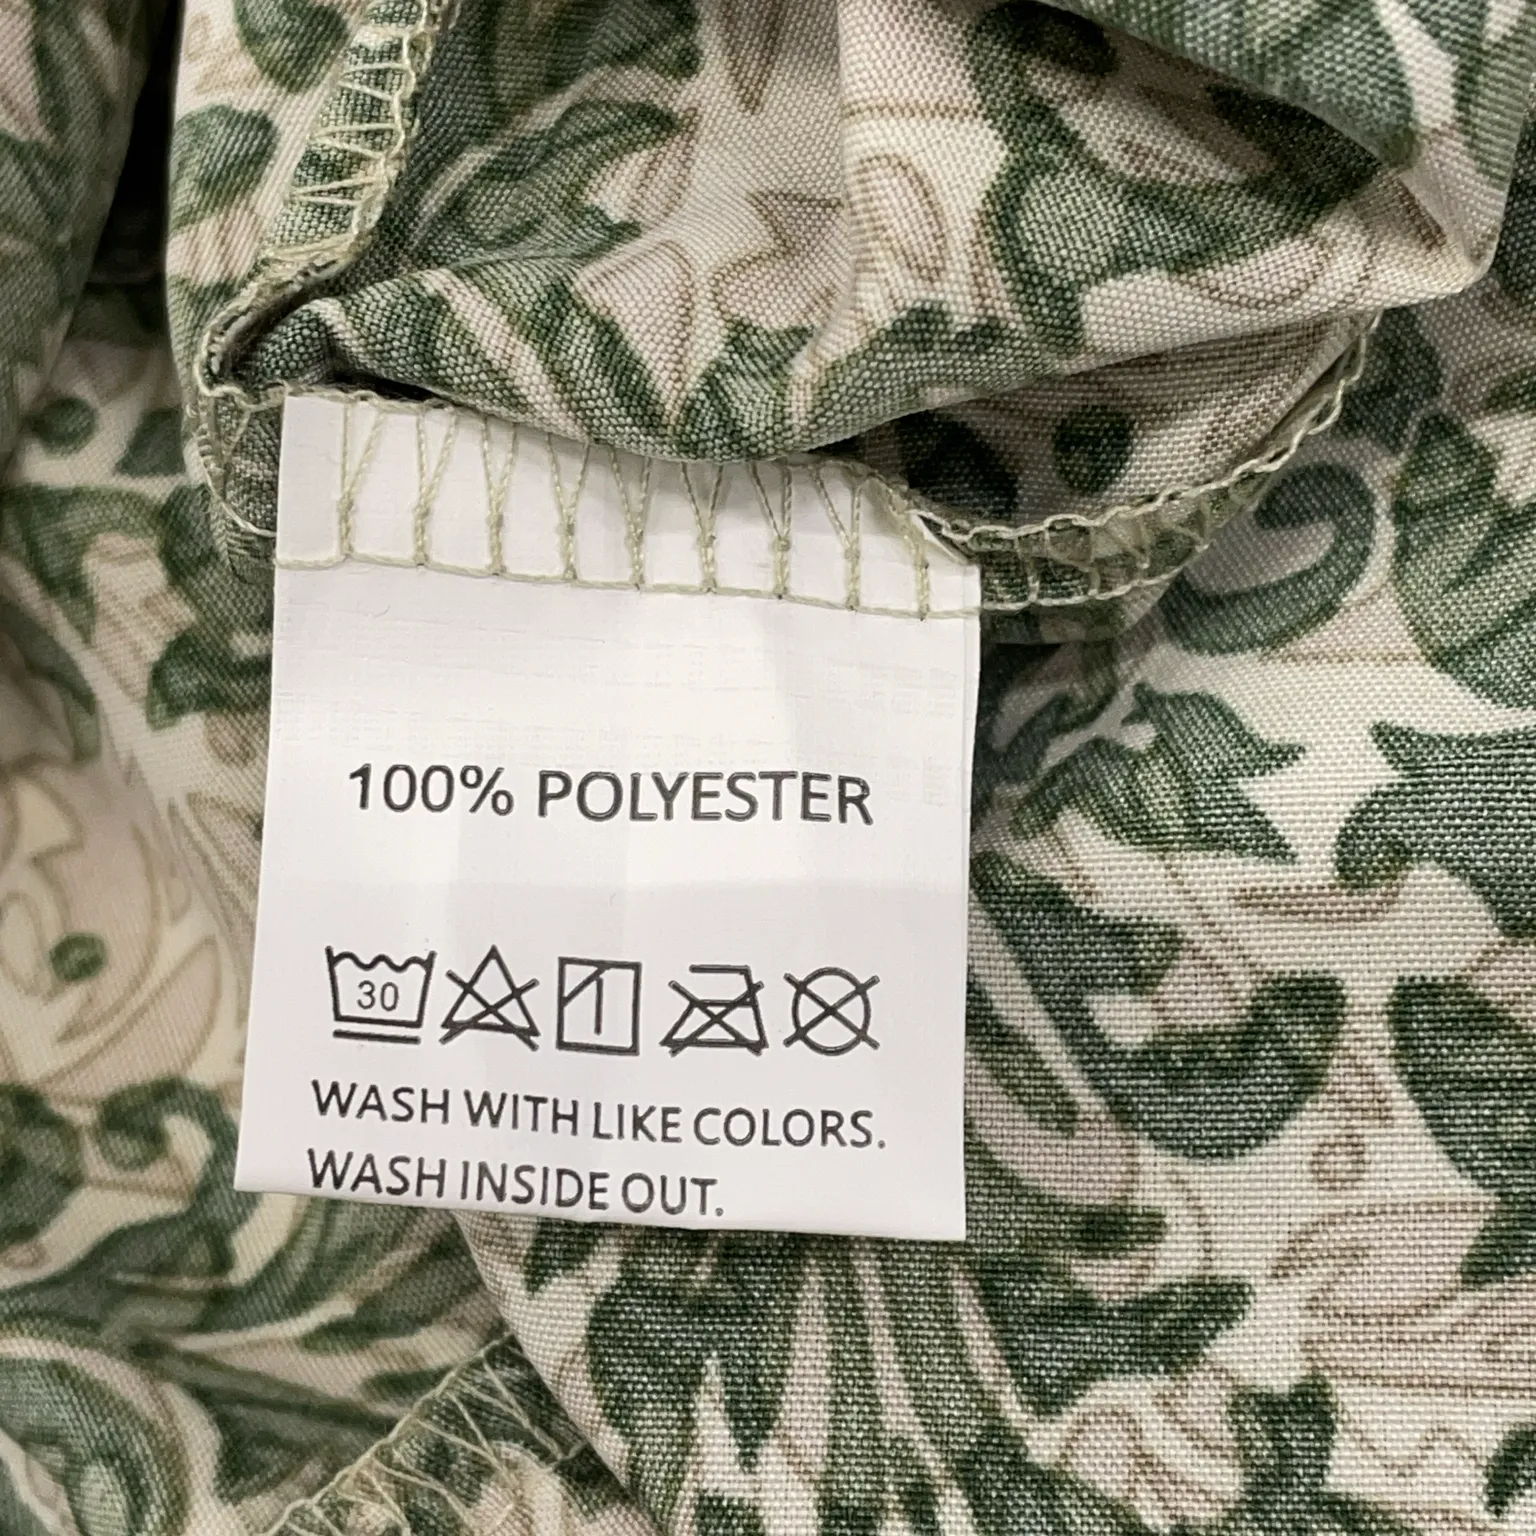 100% POLYESTER
30
WASH WITH LIKE COLORS.
WASH INSIDE OUT.